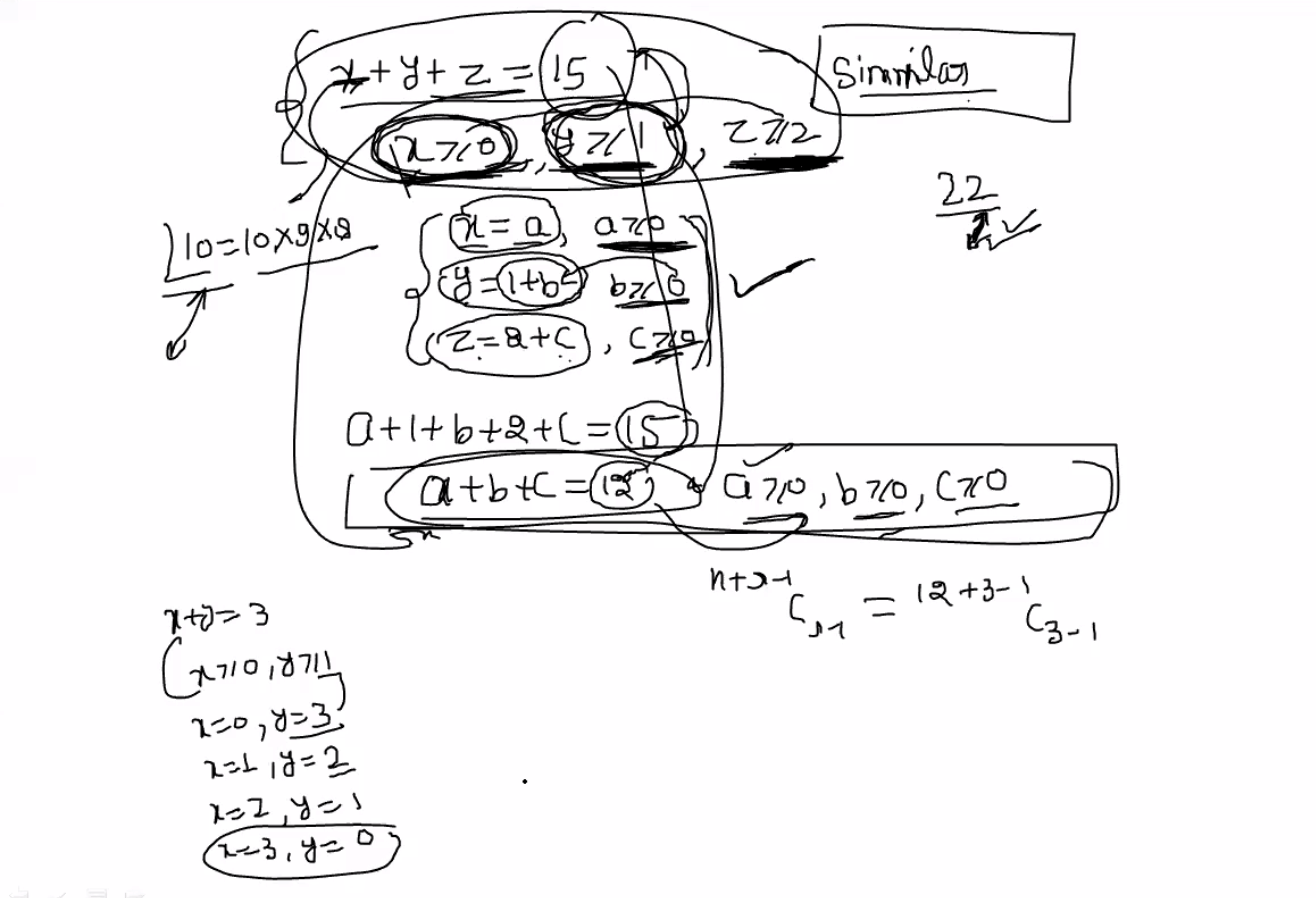 x+y+z=15
Similar
x≥0, y≥1, z≥2
22
x=a, a≥0
10=10×9×8
y=1+b b≥0
z=2+c, c≥0
a+1+b+2+c=15
a+b+c=12 a≥0, b≥0, c≥0
n+r-1 C r-1 = 12+3-1 C 3-1
x+y=3
x≥0, y≥1
x=0, y=3
x=1, y=2
x=2, y=1
x=3, y=0